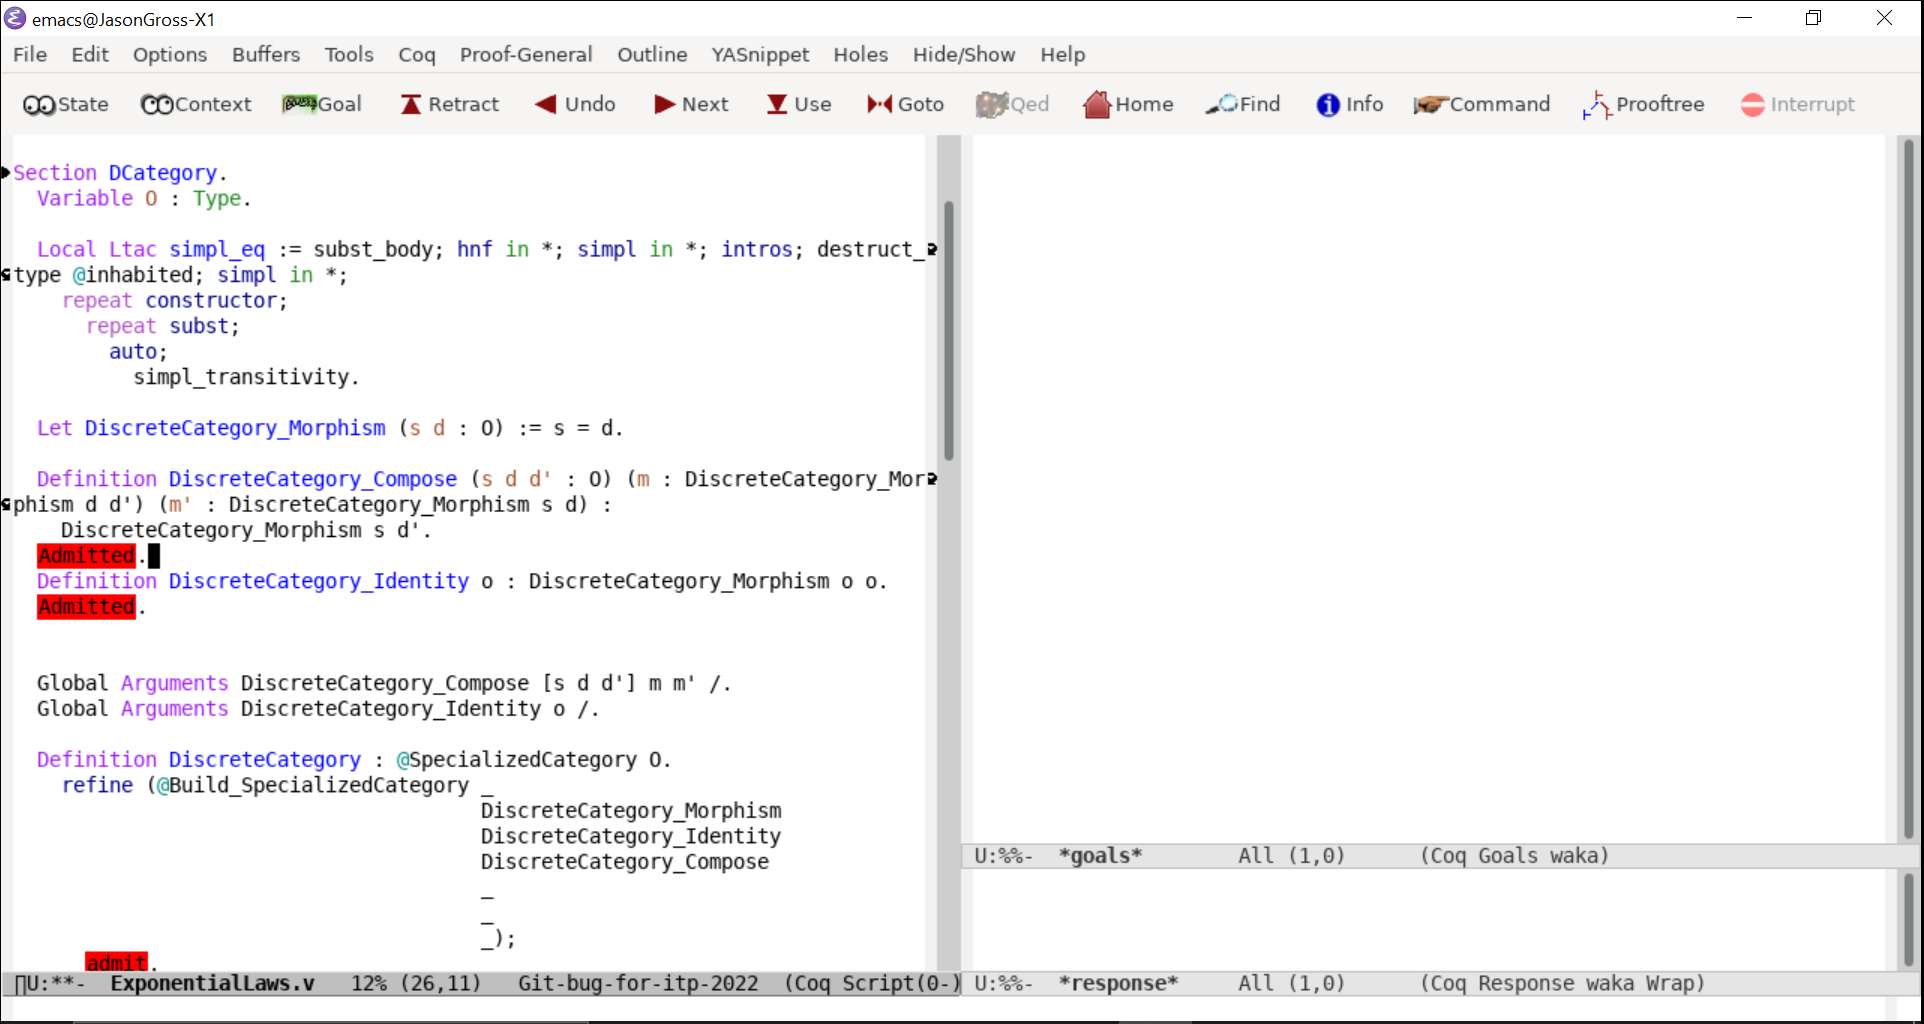 emacs@JasonGross-X1
File Edit Options Buffers Tools Coq Proof-General Outline YASnippet Holes Hide/Show Help
State Context Goal Retract Undo Next Use Goto Qed Home Find Info Command Prooftree Interrupt
Section DCategory.
Variable O : Type.
Local Ltac simpl_eq := subst_body; hnf in *; simpl in *; intros; destruct_
type @inhabited; simpl in *;
repeat constructor;
repeat subst;
auto;
simpl_transitivity.
Let DiscreteCategory_Morphism (s d : O) := s = d.
Definition DiscreteCategory_Compose (s d d' : O) (m : DiscreteCategory_Mor
phism d d') (m' : DiscreteCategory_Morphism s d) :
DiscreteCategory_Morphism s d'.
Admitted.
Definition DiscreteCategory_Identity o : DiscreteCategory_Morphism o o.
Admitted.
Global Arguments DiscreteCategory_Compose [s d d'] m m' /.
Global Arguments DiscreteCategory_Identity o /.
Definition DiscreteCategory : @SpecializedCategory O.
refine (@Build_SpecializedCategory _
DiscreteCategory_Morphism
DiscreteCategory_Identity
DiscreteCategory_Compose
_
_
_);
admit.
U:**- ExponentialLaws.v 12% (26,11) Git-bug-for-itp-2022 (Coq Script(0-)
U:%%- *goals* All (1,0) (Coq Goals waka)
U:%%- *response* All (1,0) (Coq Response waka Wrap)